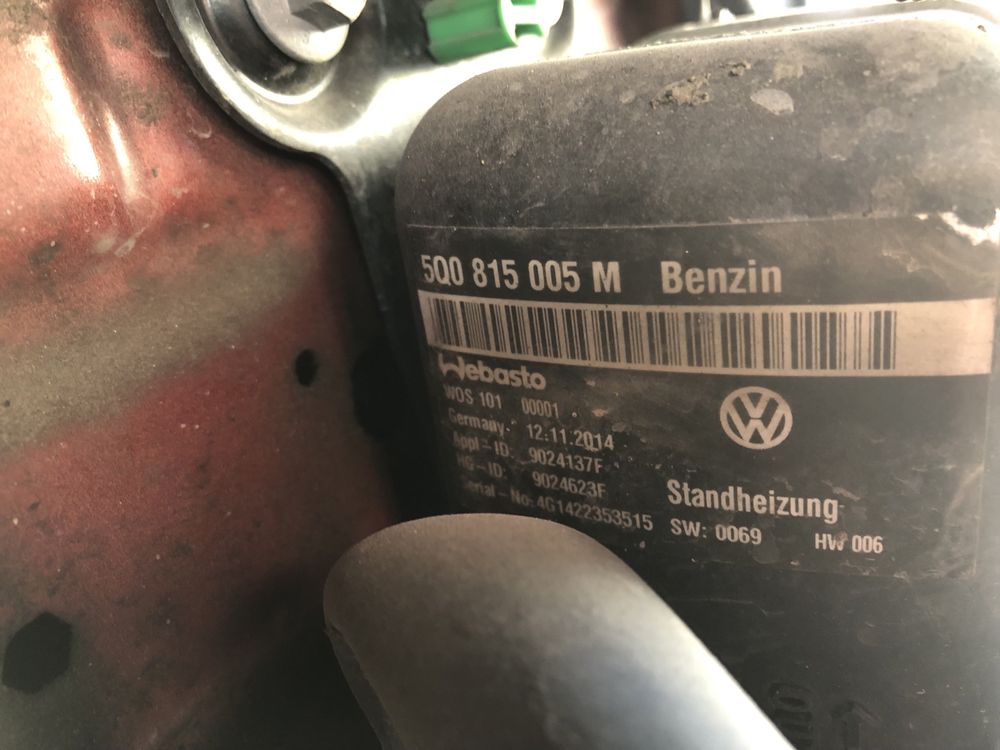 5Q0 815 005 M Benzin
Webasto
WOS 101 00001
Germany. 12.11.2014
Appl-ID: 9024137F
HG-ID: 9024623F
Serial-No: 4G1422353515
Standheizung
SW: 0069 HW 006